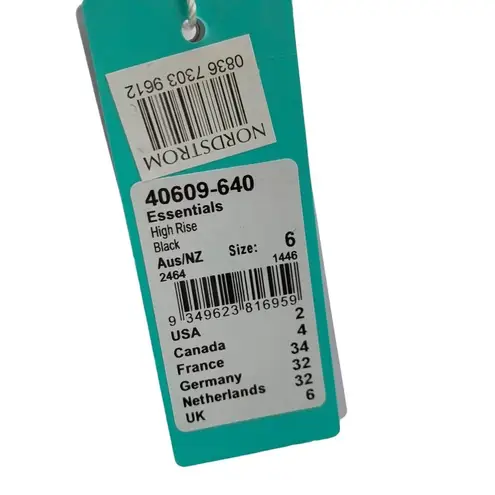 0836 7303 9612
NORDSTROM
40609-640
Essentials
High Rise
Black
Aus/NZ Size: 6
2464 1446
9 349623 816959
USA 2
Canada 4
France 34
Germany 32
Netherlands 32
UK 6